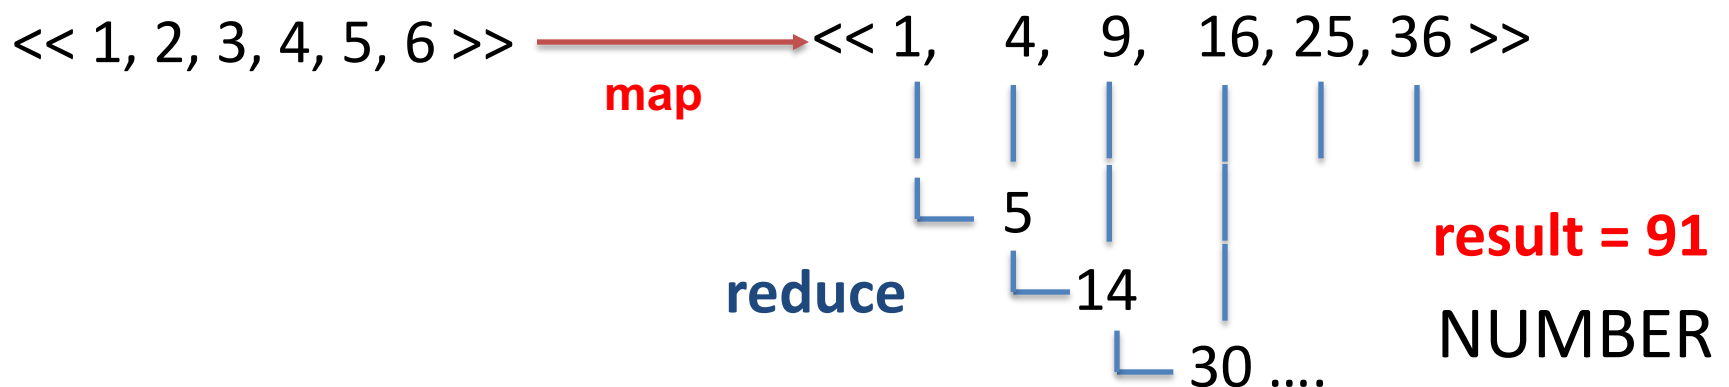 << 1, 2, 3, 4, 5, 6 >> << 1, 4, 9, 16, 25, 36 >>
map
5
result = 91
reduce 14
NUMBER
30 ....